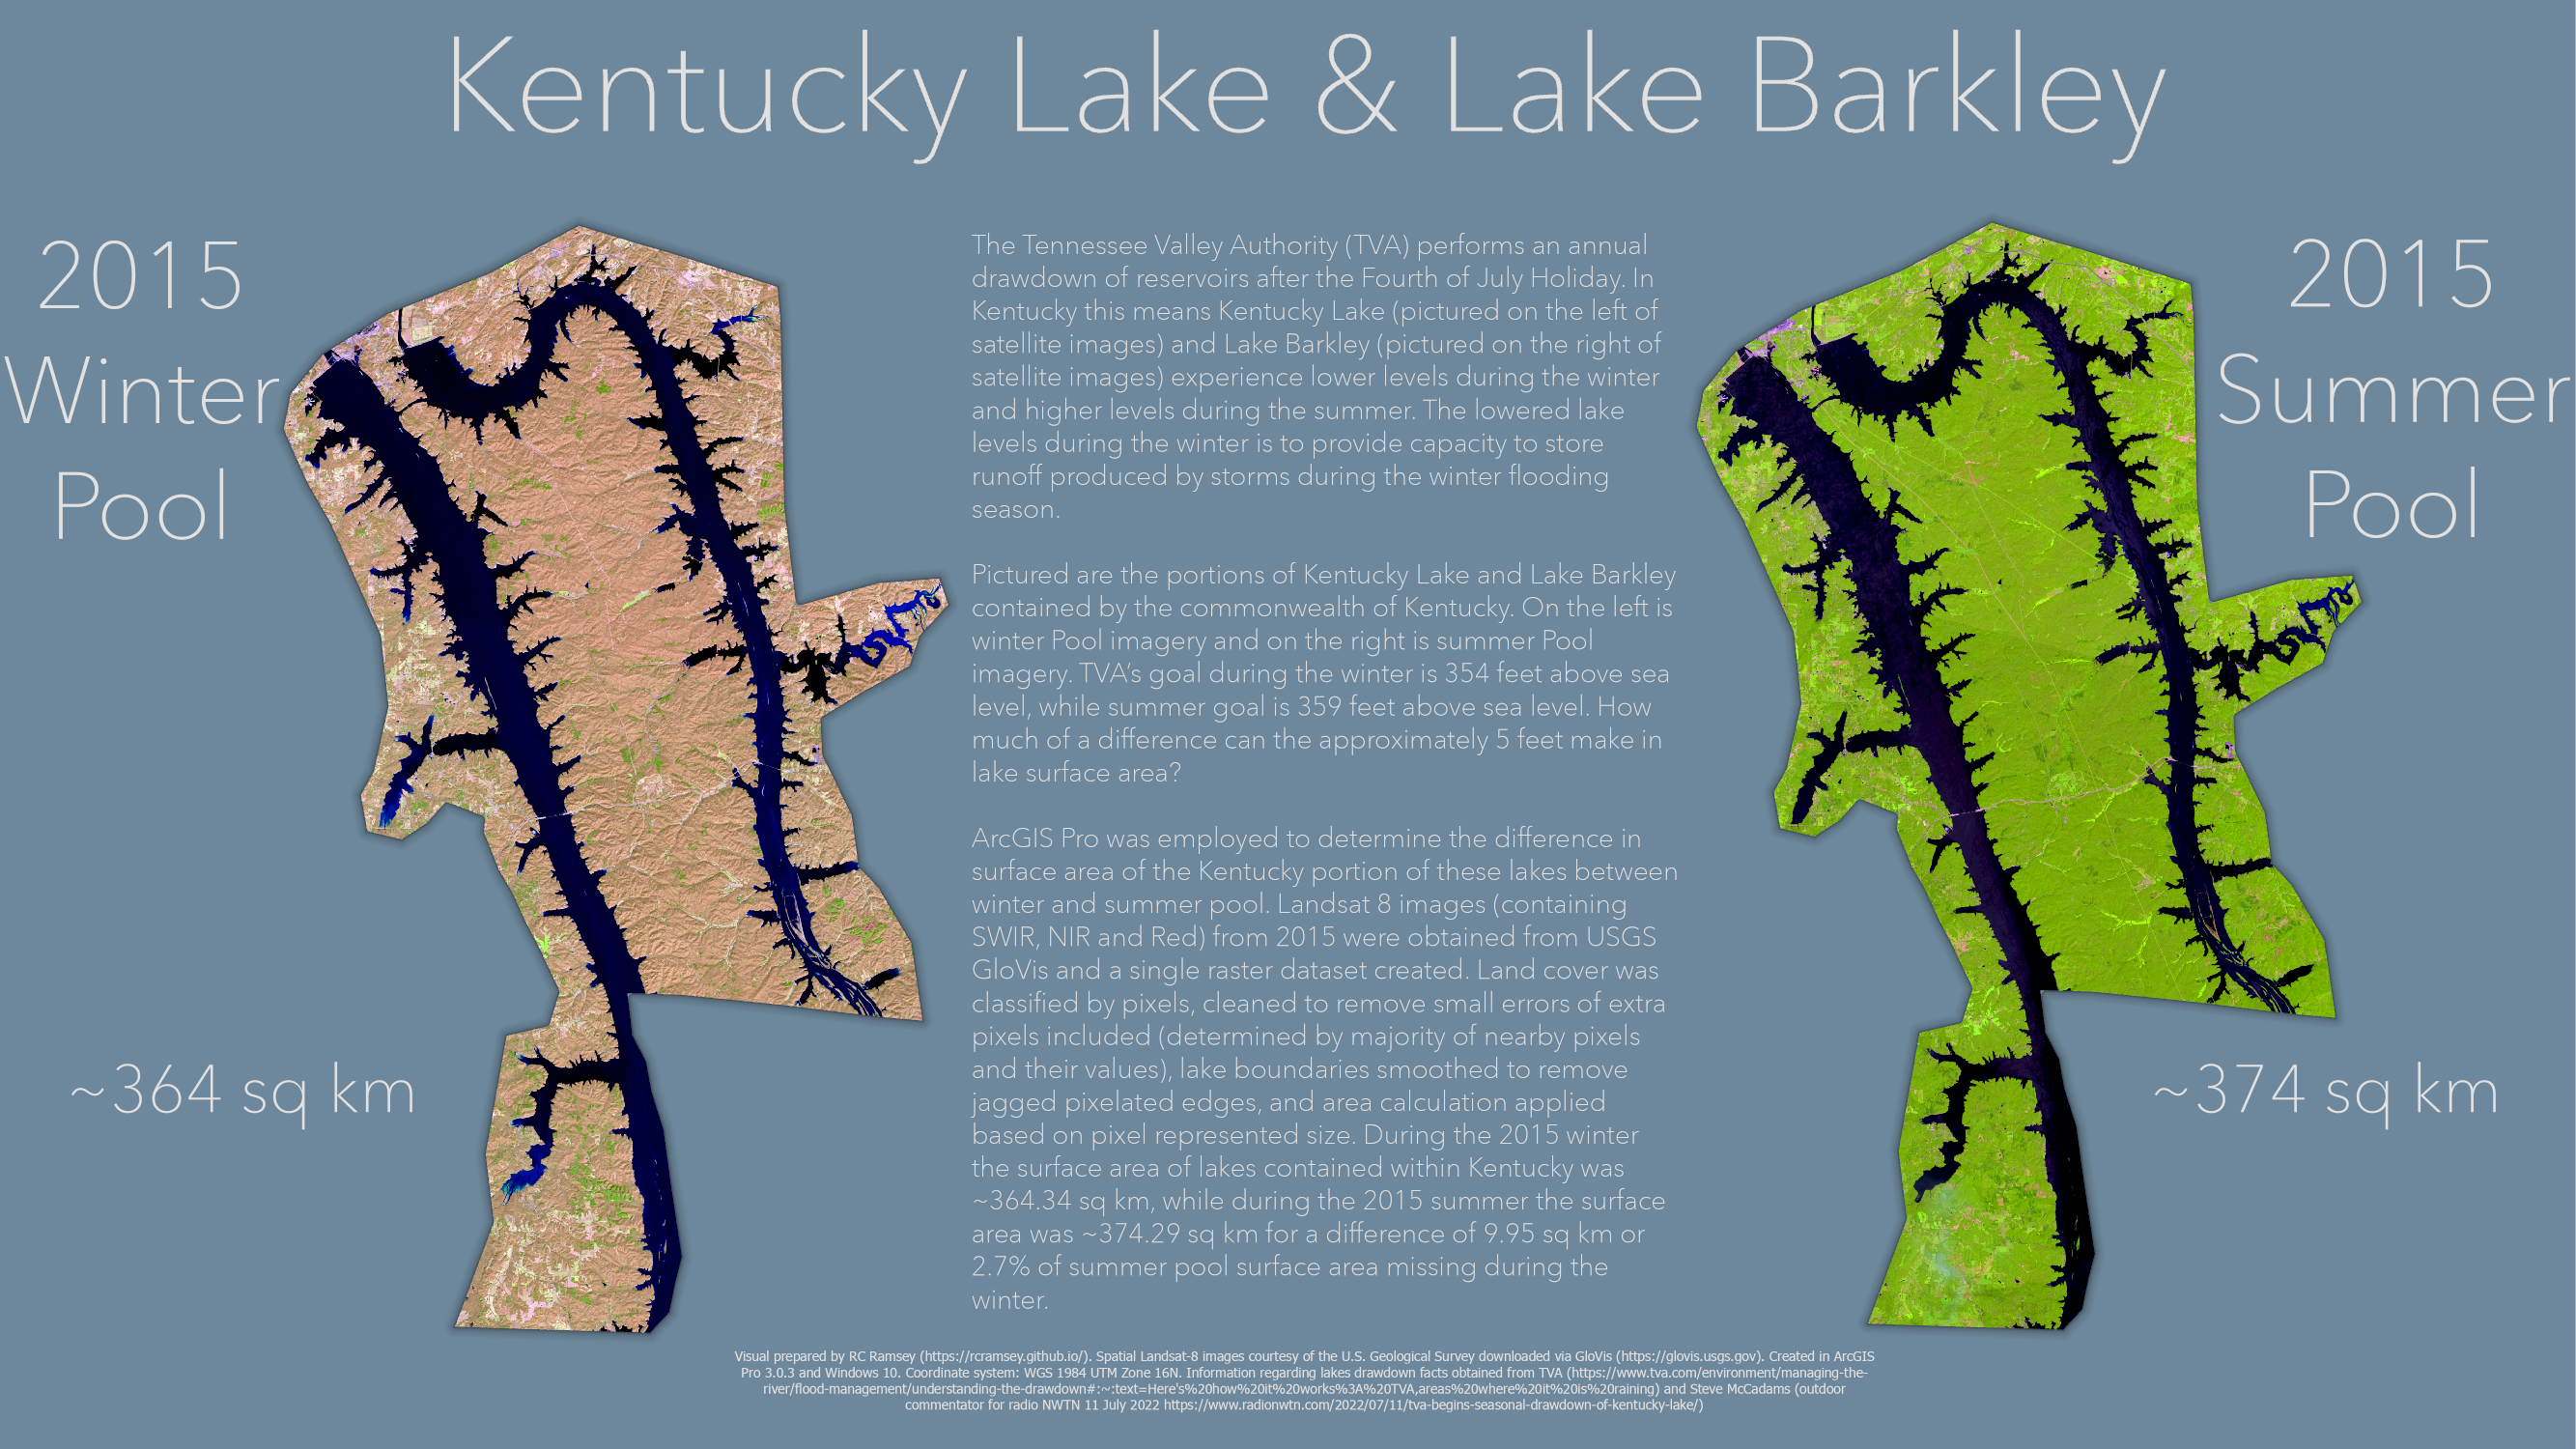 Kentucky Lake & Lake Barkley
2015
Winter
Pool
~364 sq km
The Tennessee Valley Authority (TVA) performs an annual
drawdown of reservoirs after the Fourth of July Holiday. In
Kentucky this means Kentucky Lake (pictured on the left of
satellite images) and Lake Barkley (pictured on the right of
satellite images) experience lower levels during the winter
and higher levels during the summer. The lowered lake
levels during the winter is to provide capacity to store
runoff produced by storms during the winter flooding
season.
Pictured are the portions of Kentucky Lake and Lake Barkley
contained by the commonwealth of Kentucky. On the left is
winter Pool imagery and on the right is summer Pool
imagery. TVA’s goal during the winter is 354 feet above sea
level, while summer goal is 359 feet above sea level. How
much of a difference can the approximately 5 feet make in
lake surface area?
ArcGIS Pro was employed to determine the difference in
surface area of the Kentucky portion of these lakes between
winter and summer pool. Landsat 8 images (containing
SWIR, NIR and Red) from 2015 were obtained from USGS
GloVis and a single raster dataset created. Land cover was
classified by pixels, cleaned to remove small errors of extra
pixels included (determined by majority of nearby pixels
and their values), lake boundaries smoothed to remove
jagged pixelated edges, and area calculation applied
based on pixel represented size. During the 2015 winter
the surface area of lakes contained within Kentucky was
~364.34 sq km, while during the 2015 summer the surface
area was ~374.29 sq km for a difference of 9.95 sq km or
2.7% of summer pool surface area missing during the
winter.
2015
Summer
Pool
~374 sq km
Visual prepared by RC Ramsey (https://rcramsey.github.io/). Spatial Landsat-8 images courtesy of the U.S. Geological Survey downloaded via GloVis (https://glovis.usgs.gov). Created in ArcGIS
Pro 3.0.3 and Windows 10. Coordinate system: WGS 1984 UTM Zone 16N. Information regarding lakes drawdown facts obtained from TVA (https://www.tva.com/environment/managing-the-
river/flood-management/understanding-the-drawdown#:~:text=Here's%20how%20it%20works%3A%20TVA,areas%20where%20it%20is%20raining) and Steve McCadams (outdoor
commentator for radio NWTN 11 July 2022 https://www.radionwtn.com/2022/07/11/tva-begins-seasonal-drawdown-of-kentucky-lake/)